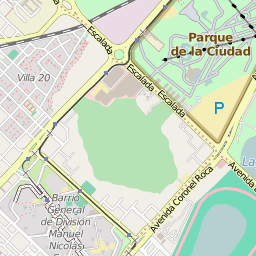 Escalada
Parque
de la Ciudad
Villa 20
Escalada
Escalada
P
La
Avenida
Avenida Coronel Roca
Barrio
General
de División
Manuel
Nicolás